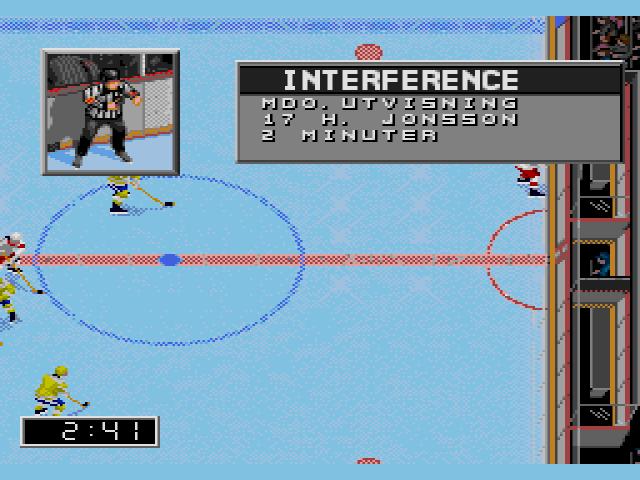 INTERFERENCE
MDO. UTVISNING
17 H. JONSSON
2 MINUTER
2:41